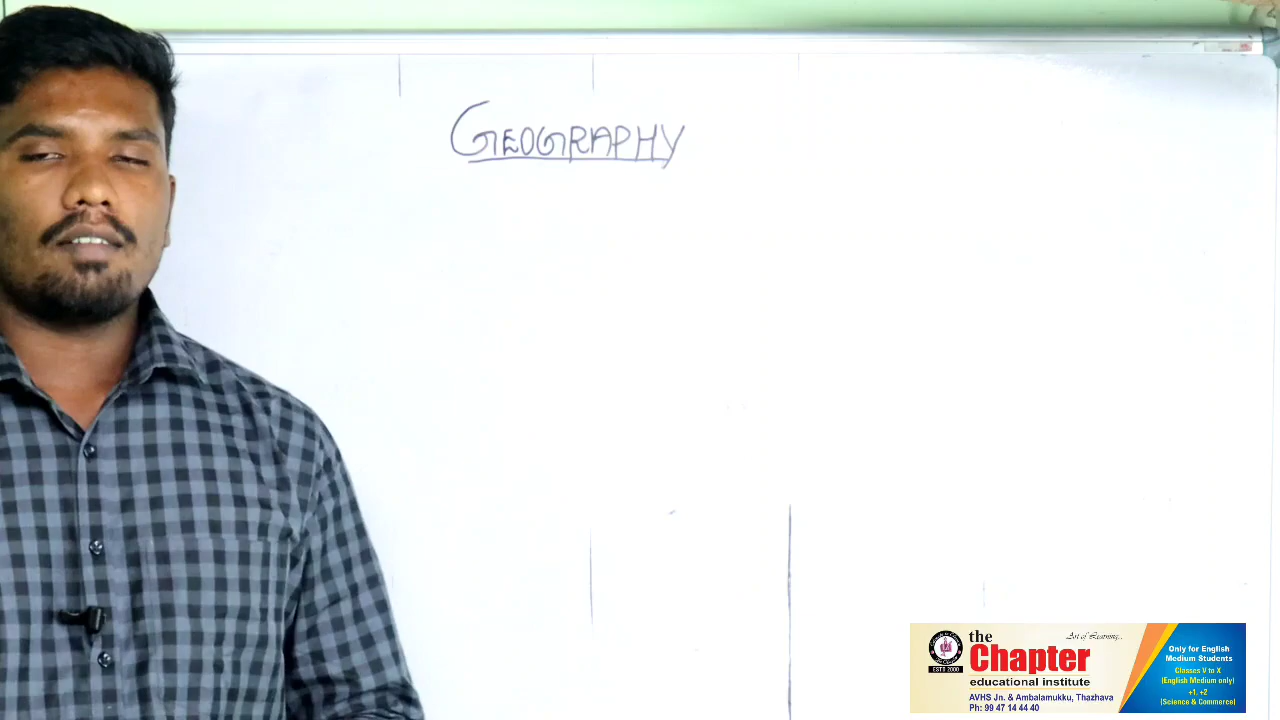 GEOGRAPHY
the
Art of Learning...
Chapter
educational institute
AVHS Jn. & Ambalamukku, Thazhava
Ph: 99 47 14 44 40
ESTD 2006
Only for English
Medium Students
Classes V to X
(English Medium only)
+1, +2
(Science & Commerce)